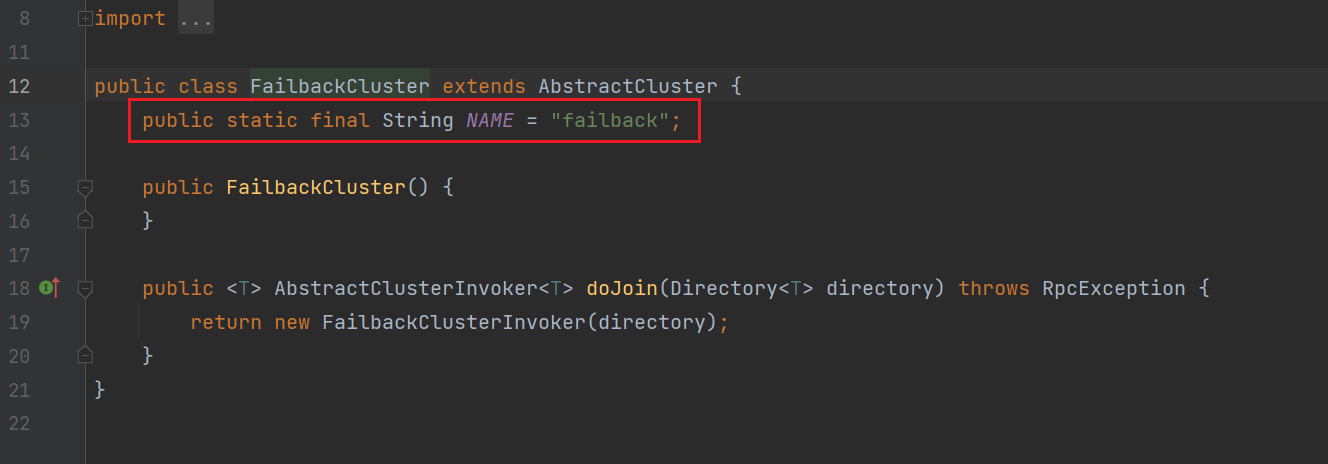 8 import ...
11
12 public class FailbackCluster extends AbstractCluster {
13 public static final String NAME = "failback";
14
15 public FailbackCluster() {
16 }
17
18 public <T> AbstractClusterInvoker<T> doJoin(Directory<T> directory) throws RpcException {
19 return new FailbackClusterInvoker(directory);
20 }
21 }
22